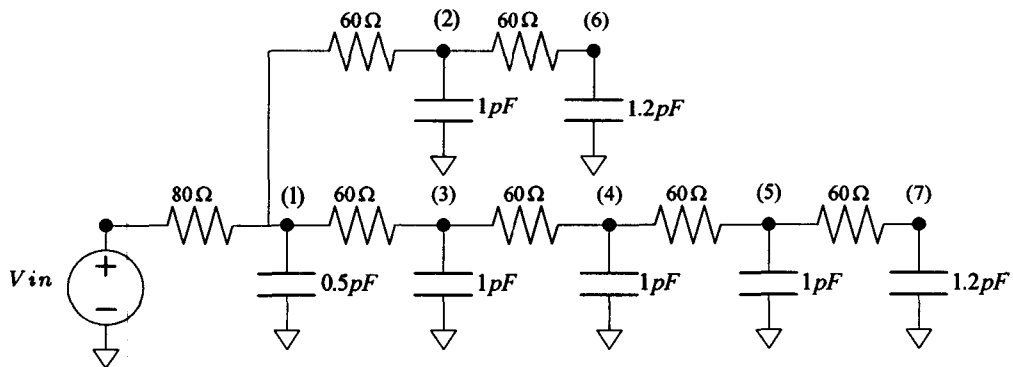 60Ω (2) 60Ω (6)
1pF 1.2pF
80Ω (1) 60Ω (3) 60Ω (4) 60Ω (5) 60Ω (7)
Vin + −
0.5pF 1pF 1pF 1pF 1.2pF